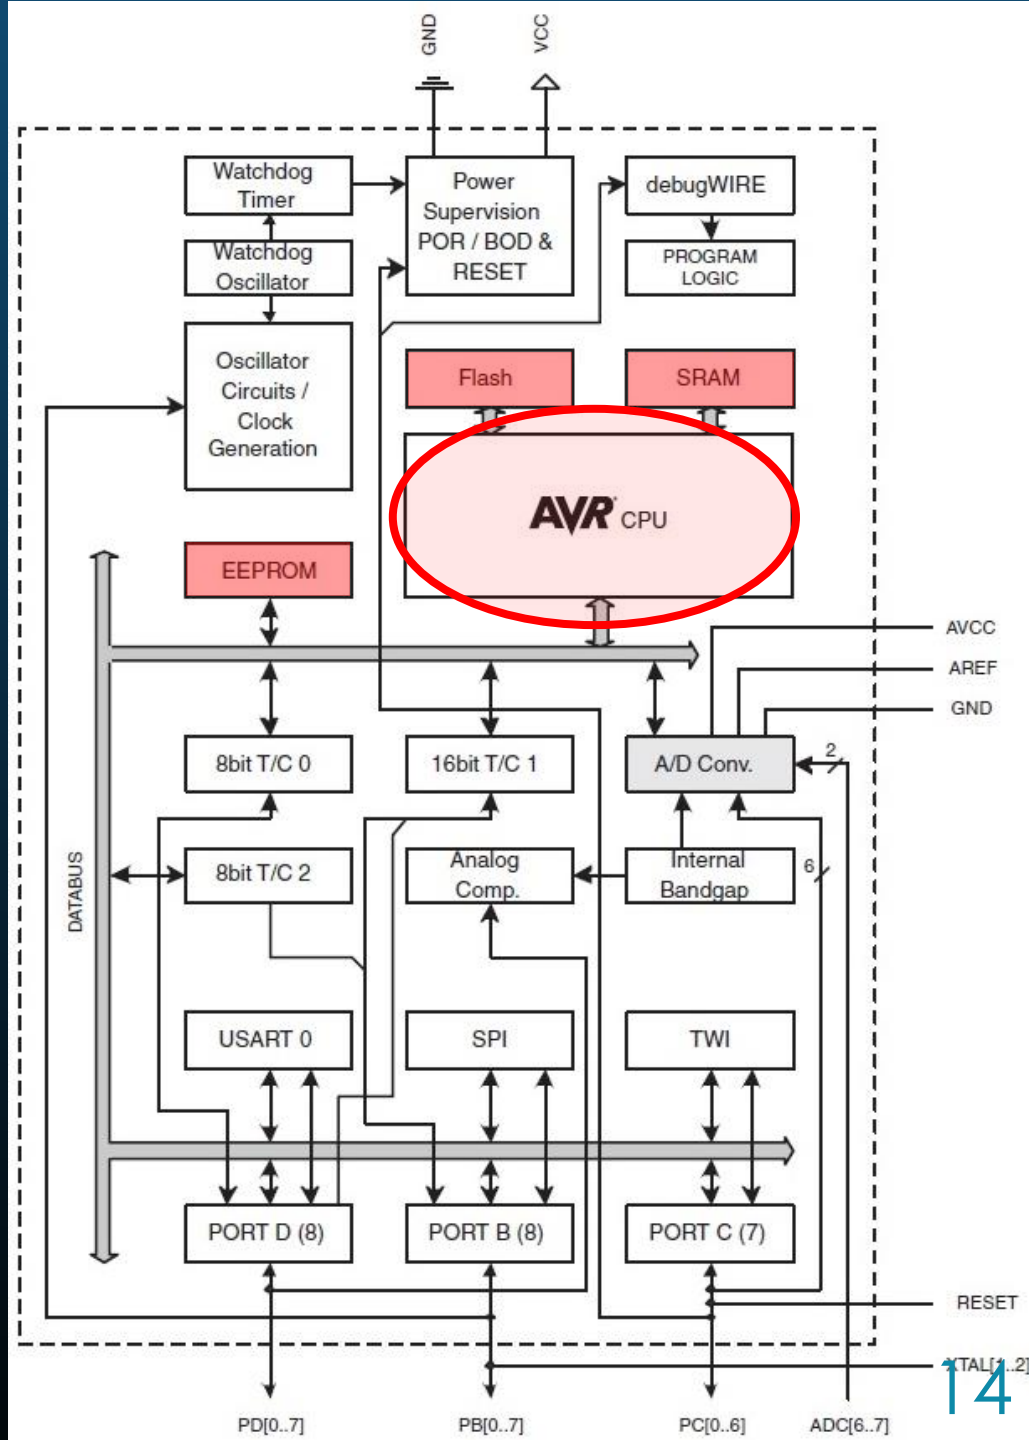 GND
VCC
Watchdog
Timer
Power
Supervision
POR / BOD &
RESET
debugWIRE
Watchdog
Oscillator
PROGRAM
LOGIC
Oscillator
Circuits /
Clock
Generation
Flash
SRAM
AVR CPU
EEPROM
AVCC
AREF
GND
8bit T/C 0
16bit T/C 1
A/D Conv.
2
DATABUS
8bit T/C 2
Analog
Comp.
Internal
Bandgap
6
USART 0
SPI
TWI
PORT D (8)
PORT B (8)
PORT C (7)
RESET
XTAL[1..2]
14
PD[0..7]
PB[0..7]
PC[0..6]
ADC[6..7]